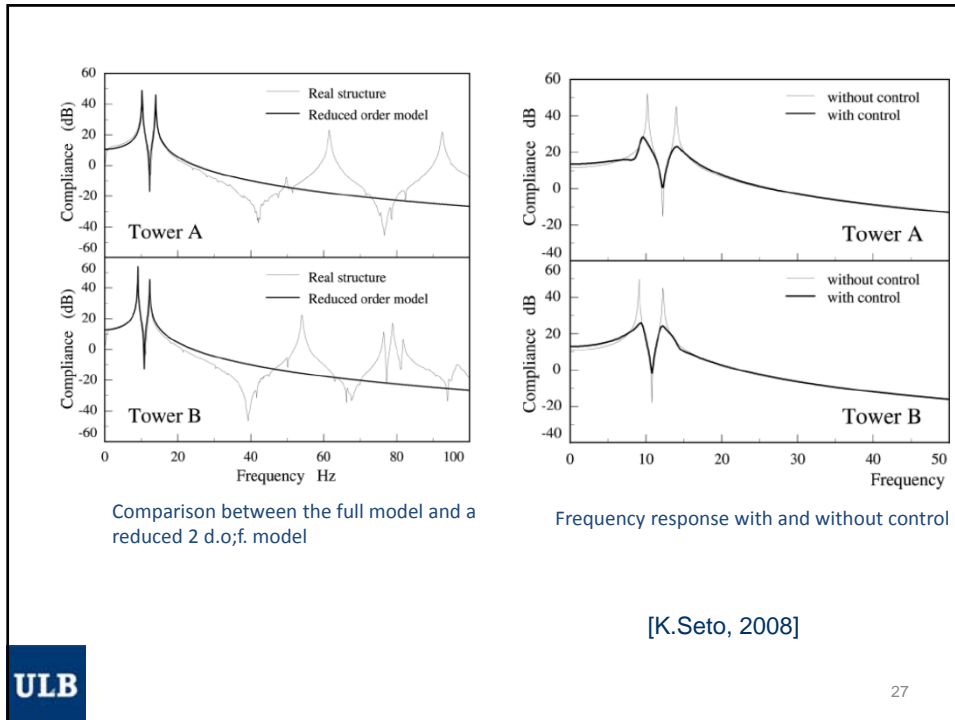 60
40
20
0
-20
-40
-60
Compliance (dB)
Real structure
Reduced order model
Tower A
60
40
20
0
-20
-40
-60
Compliance (dB)
Real structure
Reduced order model
Tower B
0 20 40 60 80 100
Frequency Hz
Comparison between the full model and a
reduced 2 d.o;f. model
60
40
20
0
-20
-40
Compliance dB
without control
with control
Tower A
60
40
20
0
-20
-40
Compliance dB
without control
with control
Tower B
0 10 20 30 40 50
Frequency
Frequency response with and without control
[K.Seto, 2008]
ULB
27